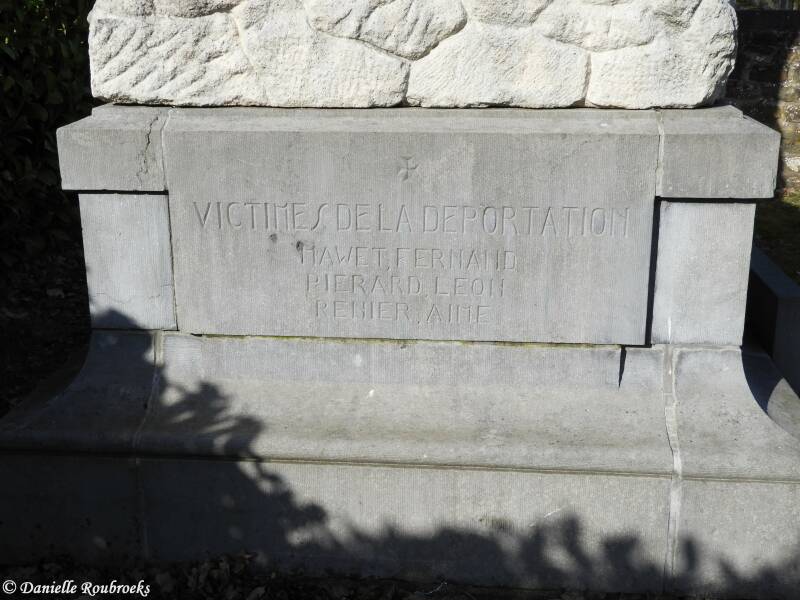 VICTIMES DE LA DEPORTATION
HAWET, FERNAND
PIERARD, LEON
RENIER, AIME
© Danielle Roubroeks